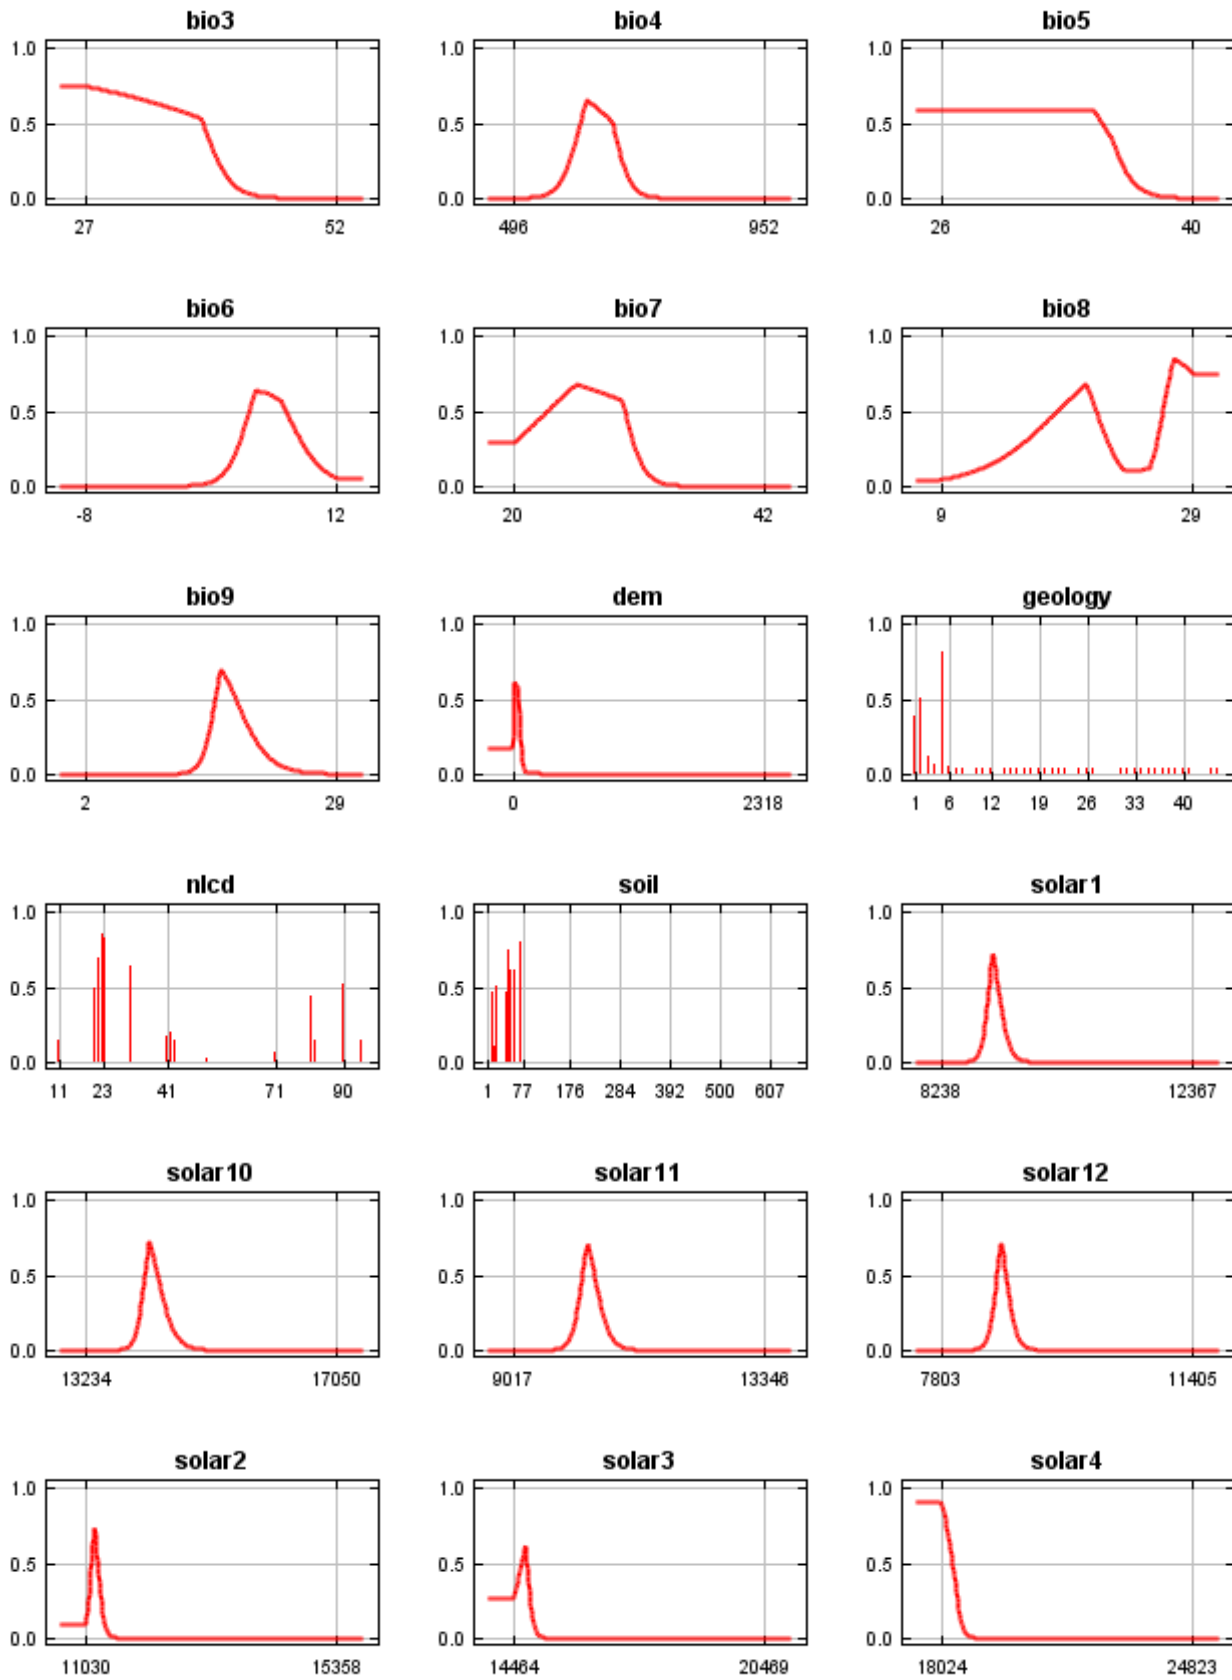 bio3 bio4 bio5
1.0 1.0 1.0
0.5 0.5 0.5
0.0 0.0 0.0
27 52 496 952 26 40
bio6 bio7 bio8
1.0 1.0 1.0
0.5 0.5 0.5
0.0 0.0 0.0
-8 12 20 42 9 29
bio9 dem geology
1.0 1.0 1.0
0.5 0.5 0.5
0.0 0.0 0.0
2 29 0 2318 1 6 12 19 26 33 40
nlcd soil solar1
1.0 1.0 1.0
0.5 0.5 0.5
0.0 0.0 0.0
11 23 41 71 90 1 77 176 284 392 500 607 8238 12367
solar10 solar11 solar12
1.0 1.0 1.0
0.5 0.5 0.5
0.0 0.0 0.0
13234 17050 9017 13346 7803 11405
solar2 solar3 solar4
1.0 1.0 1.0
0.5 0.5 0.5
0.0 0.0 0.0
11030 15358 14464 20469 18024 24823